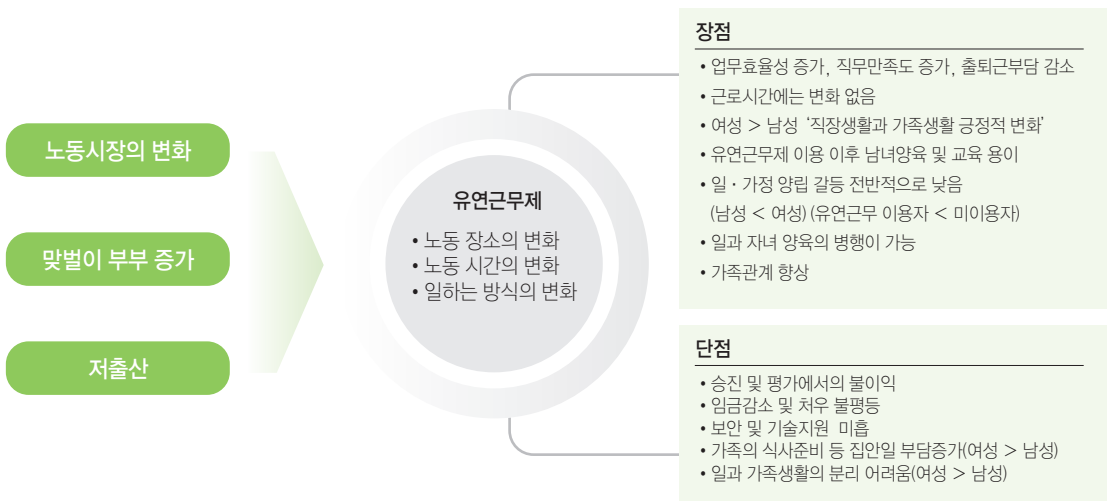 노동시장의 변화
맞벌이 부부 증가
저출산
유연근무제
• 노동 장소의 변화
• 노동 시간의 변화
• 일하는 방식의 변화
장점
• 업무효율성 증가, 직무만족도 증가, 출퇴근부담 감소
• 근로시간에는 변화 없음
• 여성 > 남성 ‘직장생활과 가족생활 긍정적 변화’
• 유연근무제 이용 이후 남녀양육 및 교육 용이
• 일 · 가정 양립 갈등 전반적으로 낮음
(남성 < 여성) (유연근무 이용자 < 미이용자)
• 일과 자녀 양육의 병행이 가능
• 가족관계 향상
단점
• 승진 및 평가에서의 불이익
• 임금감소 및 처우 불평등
• 보안 및 기술지원 미흡
• 가족의 식사준비 등 집안일 부담증가(여성 > 남성)
• 일과 가족생활의 분리 어려움(여성 > 남성)